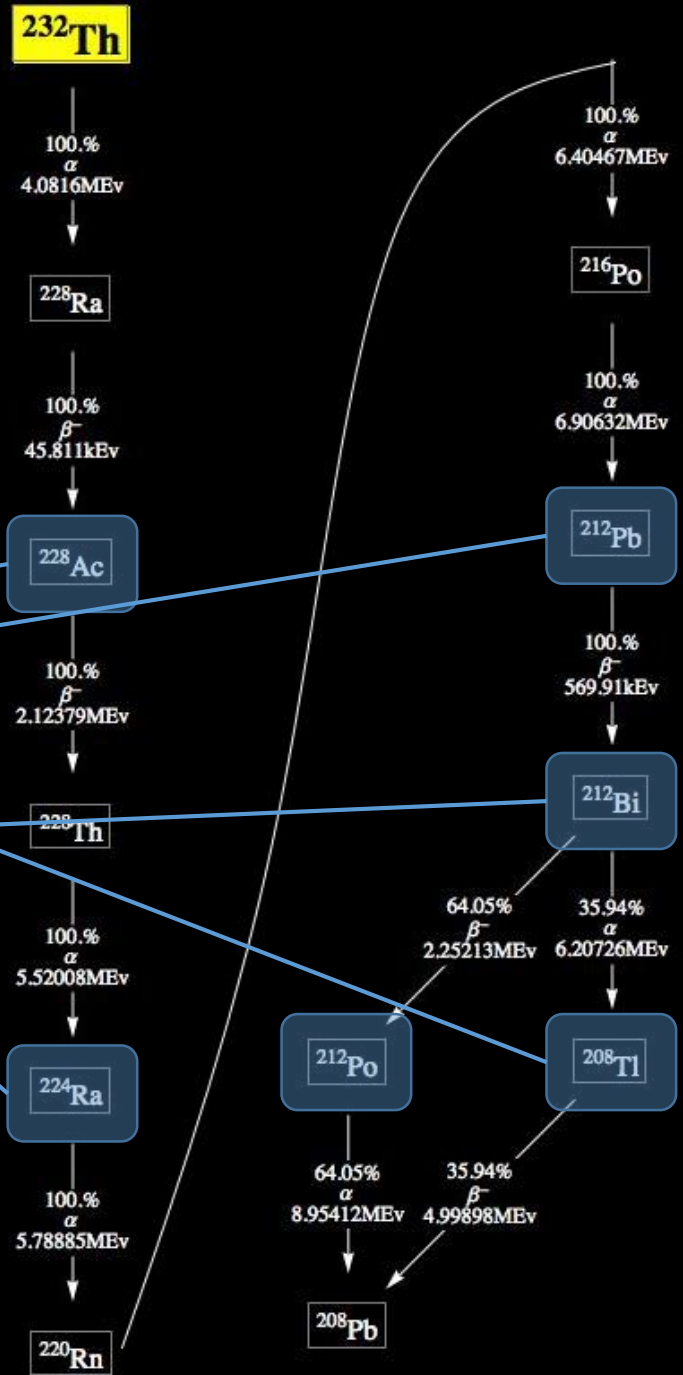 ²³²Th
100.%
α
4.0816MEv
²²⁸Ra
100.%
β⁻
45.811kEv
²²⁸Ac
100.%
β⁻
2.12379MEv
²²⁸Th
100.%
α
5.52008MEv
²²⁴Ra
100.%
α
5.78885MEv
²²⁰Rn
100.%
α
6.40467MEv
²¹⁶Po
100.%
α
6.90632MEv
²¹²Pb
100.%
β⁻
569.91kEv
²¹²Bi
64.05%
β⁻
2.25213MEv
35.94%
α
6.20726MEv
²¹²Po
²⁰⁸Tl
64.05%
α
8.95412MEv
35.94%
β⁻
4.99898MEv
²⁰⁸Pb